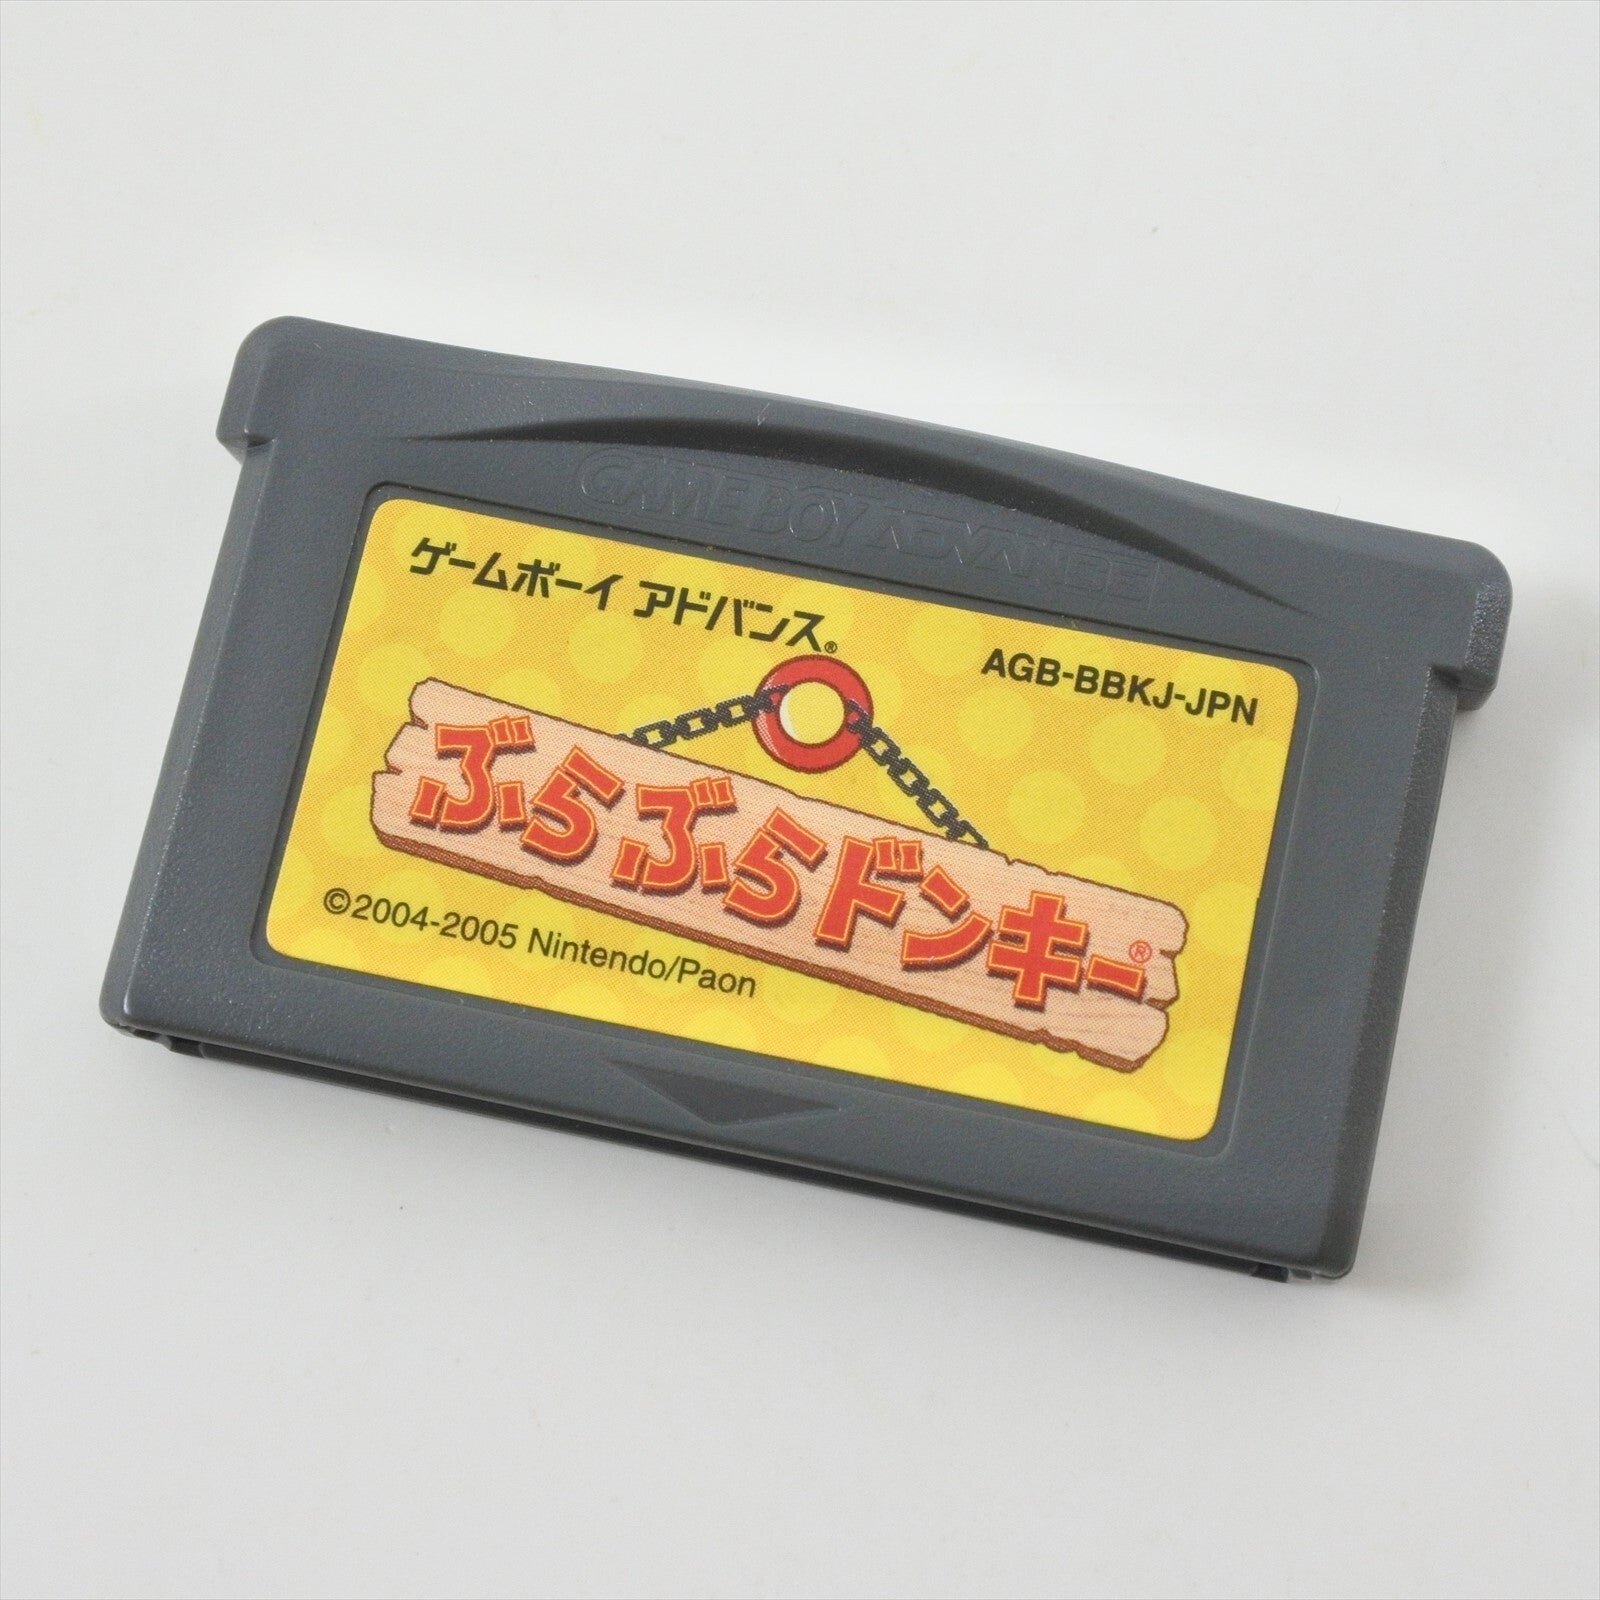 GAME BOY ADVANCE
ゲームボーイ アドバンス®
AGB-BBKJ-JPN
ぶらぶらドンキー®
©2004-2005 Nintendo/Paon